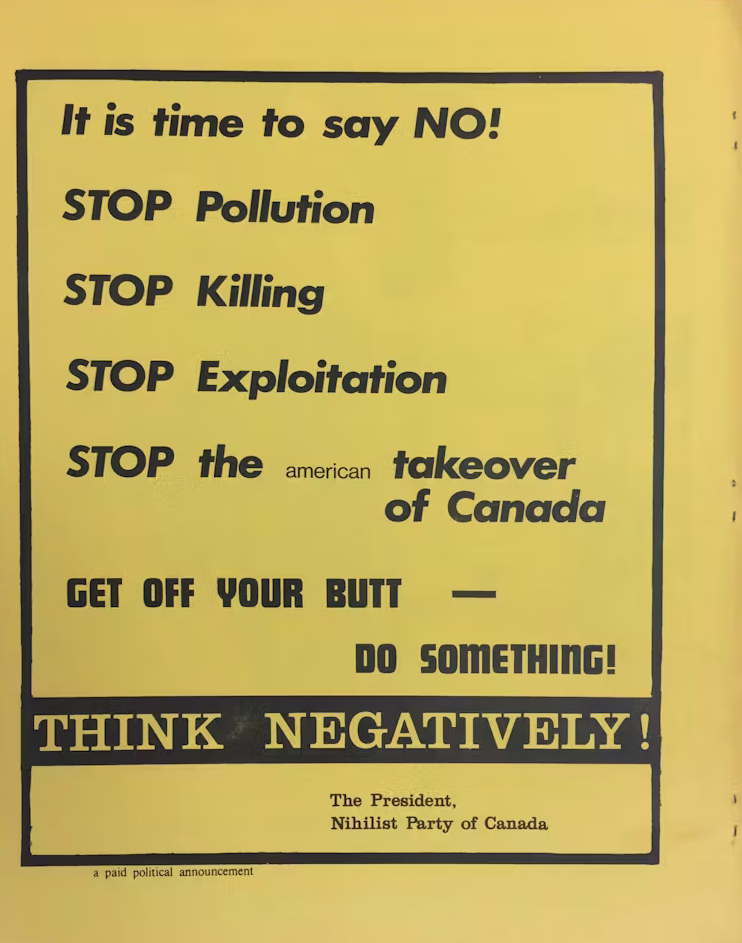 It is time to say NO!
STOP Pollution
STOP Killing
STOP Exploitation
STOP the american takeover
of Canada
GET OFF YOUR BUTT —
DO SOMETHING!
THINK NEGATIVELY!
The President,
Nihilist Party of Canada
a paid political announcement